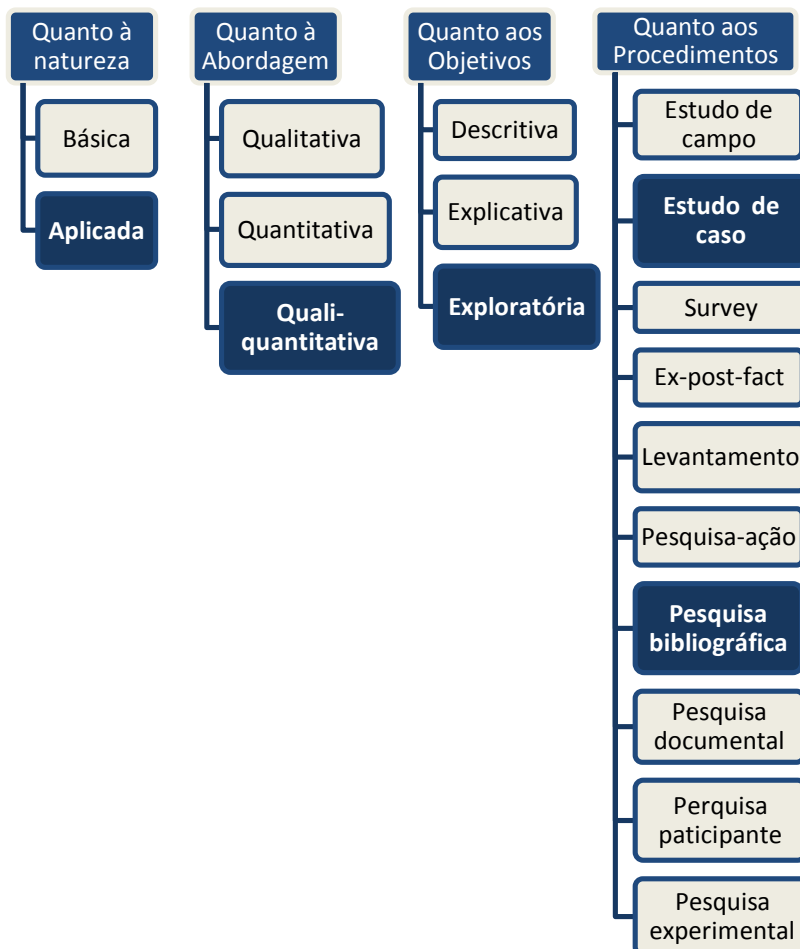 Quanto à
natureza
Básica
Aplicada
Quanto à
Abordagem
Qualitativa
Quantitativa
Quali-
quantitativa
Quanto aos
Objetivos
Descritiva
Explicativa
Exploratória
Quanto aos
Procedimentos
Estudo de
campo
Estudo de
caso
Survey
Ex-post-fact
Levantamento
Pesquisa-ação
Pesquisa
bibliográfica
Pesquisa
documental
Perquisa
paticipante
Pesquisa
experimental